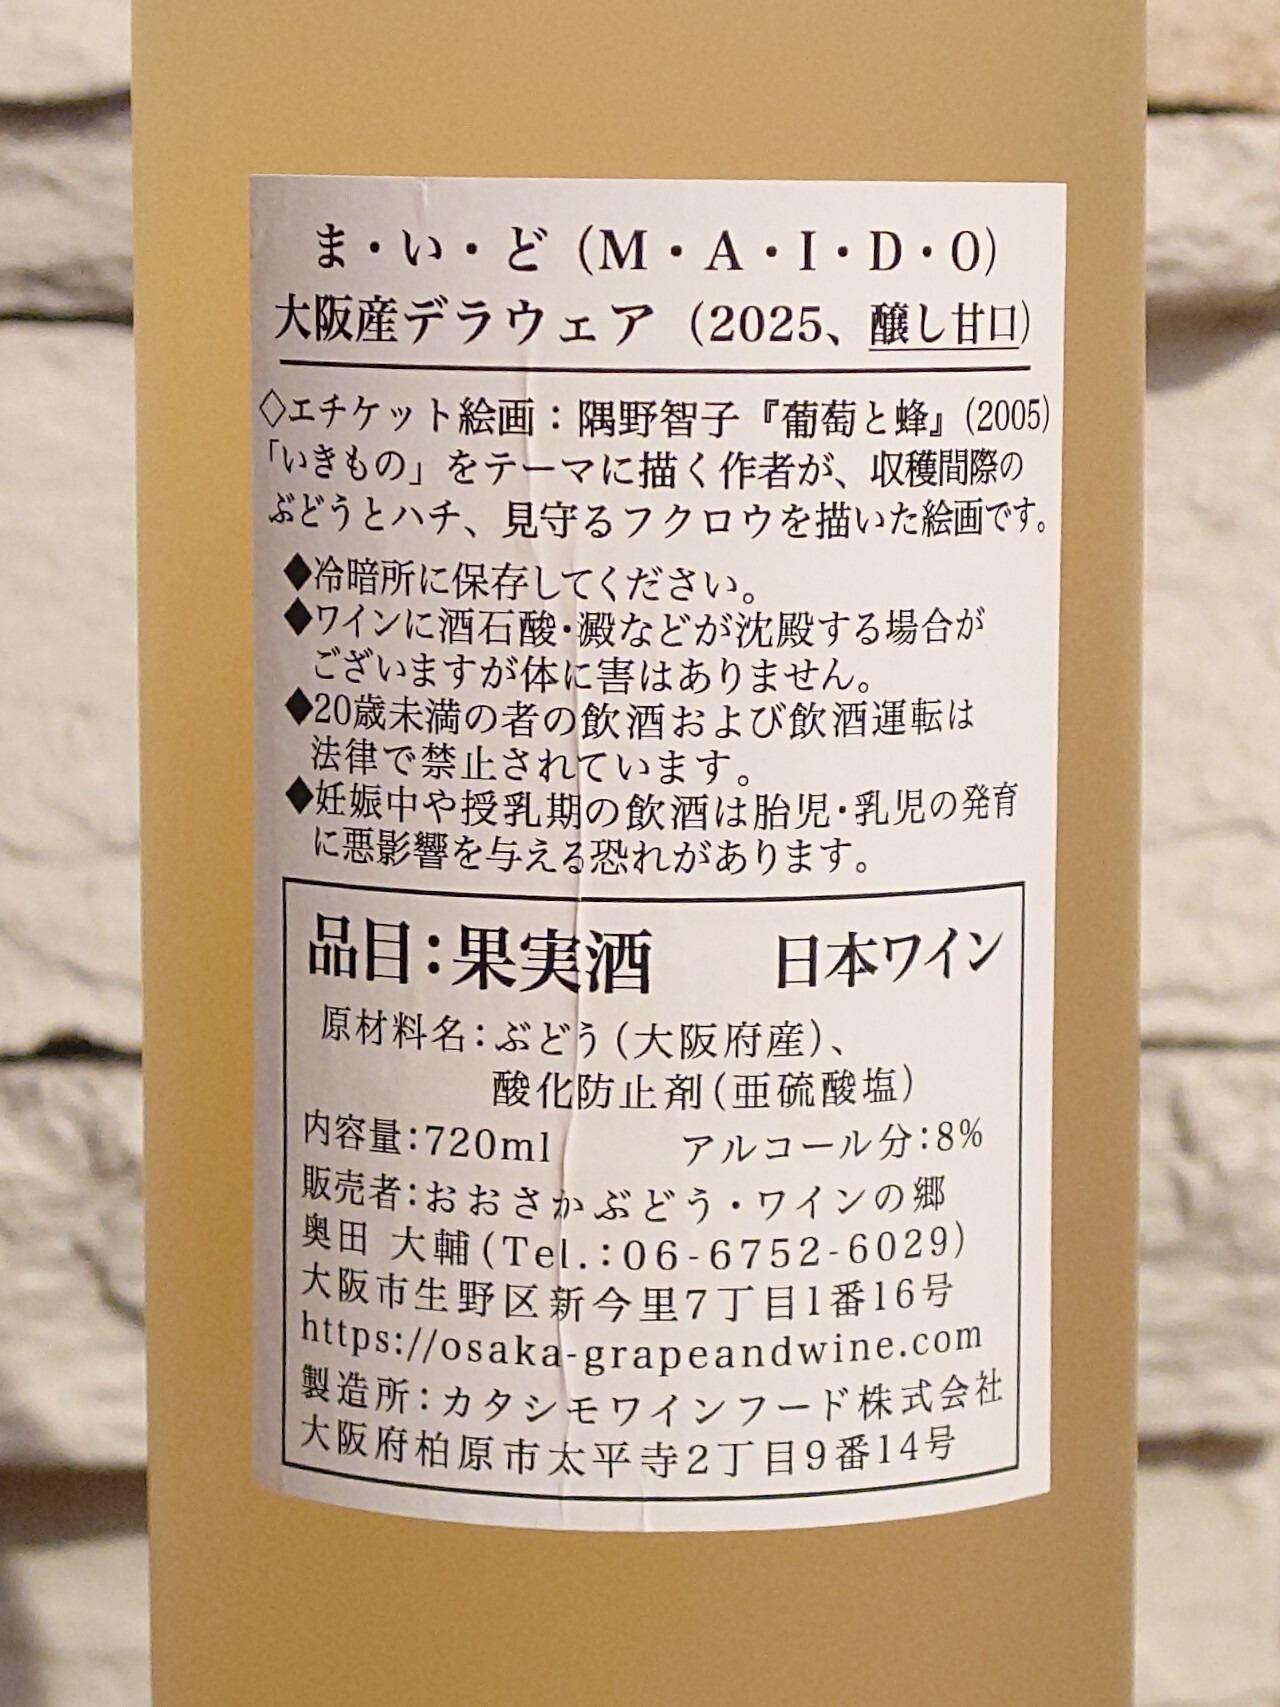 ま・い・ど（M・A・I・D・O）
大阪産デラウェア（2025、醸し甘口）
◇エチケット絵画：隅野智子『葡萄と蜂』(2005)
「いきもの」をテーマに描く作者が、収穫間際の
ぶどうとハチ、見守るフクロウを描いた絵画です。
◆冷暗所に保存してください。
◆ワインに酒石酸・澱などが沈殿する場合が
ございますが体に害はありません。
◆20歳未満の者の飲酒および飲酒運転は
法律で禁止されています。
◆妊娠中や授乳期の飲酒は胎児・乳児の発育
に悪影響を与える恐れがあります。
品目：果実酒　日本ワイン
原材料名：ぶどう（大阪府産）、
酸化防止剤（亜硫酸塩）
内容量：720ml　アルコール分：8%
販売者：おおさかぶどう・ワインの郷
奥田 大輔(Tel.：06-6752-6029)
大阪市生野区新今里7丁目1番16号
https://osaka-grapeandwine.com
製造所：カタシモワインフード株式会社
大阪府柏原市太平寺2丁目9番14号